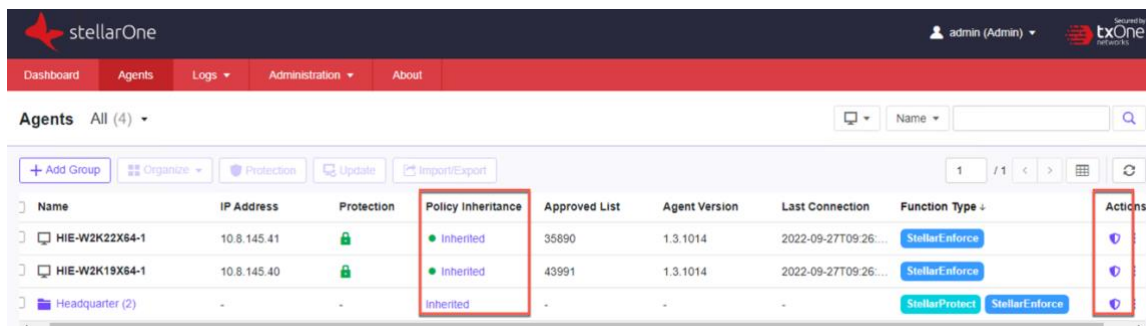 stellarOne
admin (Admin)
Secured by
txOne
networks
Dashboard Agents Logs Administration About
Agents All (4)
Name
+ Add Group Organize Protection Update Import/Export 1 / 1 < >
Name IP Address Protection Policy Inheritance Approved List Agent Version Last Connection Function Type ↓ Actions
HIE-W2K22X64-1 10.8.145.41 Inherited 35890 1.3.1014 2022-09-27T09:26:... StellarEnforce
HIE-W2K19X64-1 10.8.145.40 Inherited 43991 1.3.1014 2022-09-27T09:26:... StellarEnforce
Headquarter (2) - - Inherited - - - StellarProtect StellarEnforce